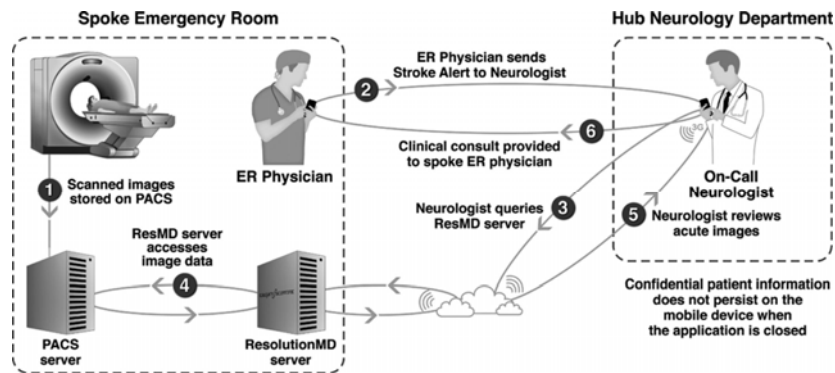 Spoke Emergency Room
Hub Neurology Department
ER Physician sends
Stroke Alert to Neurologist
2
6
3G
Clinical consult provided
to spoke ER physician
ER Physician
On-Call
Neurologist
1
Scanned images
stored on PACS
Neurologist queries
ResMD server
3
5
Neurologist reviews
acute images
ResMD server
accesses
image data
4
Confidential patient information
does not persist on the
mobile device when
the application is closed
PACS
server
ResolutionMD
server